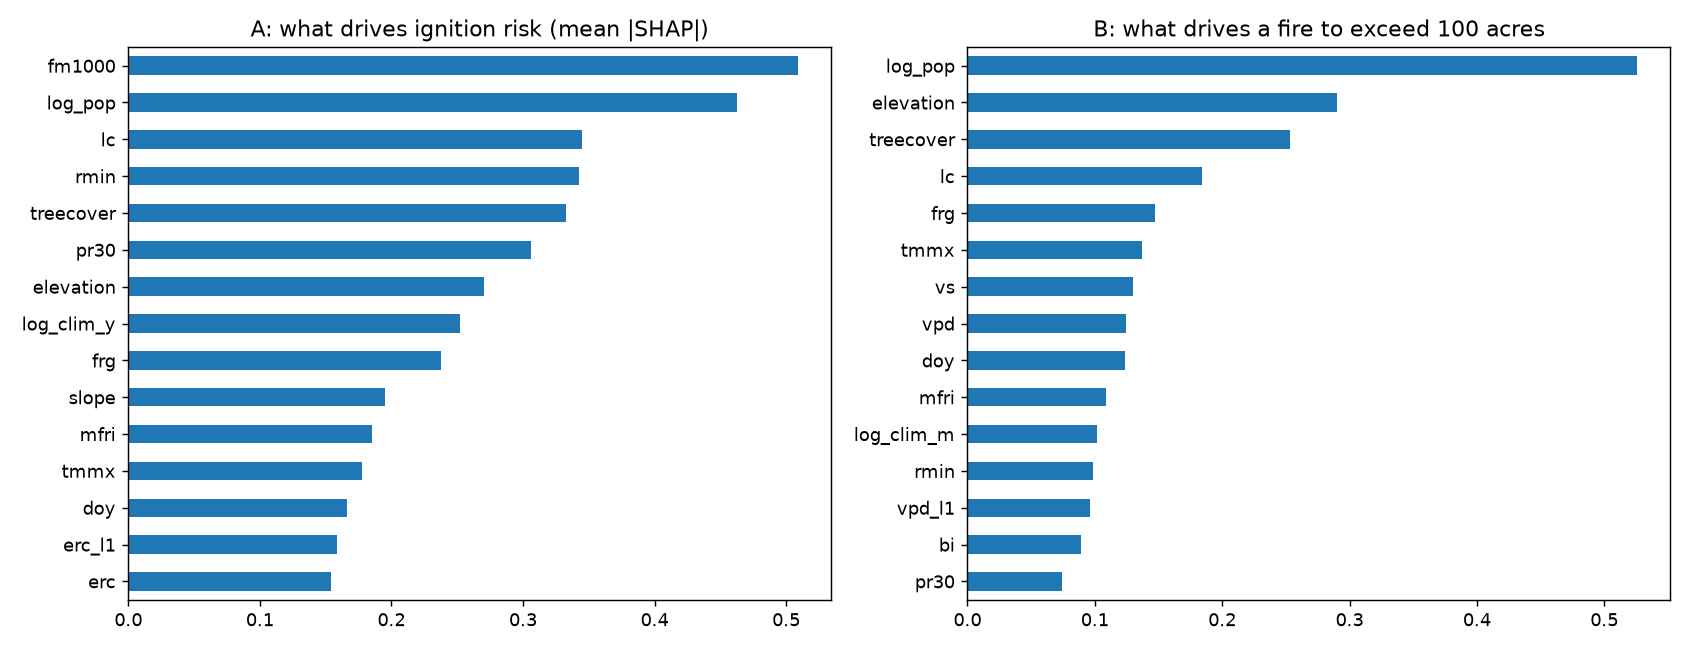 A: what drives ignition risk (mean |SHAP|)
fm1000
log_pop
lc
rmin
treecover
pr30
elevation
log_clim_y
frg
slope
mfri
tmmx
doy
erc_l1
erc
0.0 0.1 0.2 0.3 0.4 0.5
B: what drives a fire to exceed 100 acres
log_pop
elevation
treecover
lc
frg
tmmx
vs
vpd
doy
mfri
log_clim_m
rmin
vpd_l1
bi
pr30
0.0 0.1 0.2 0.3 0.4 0.5